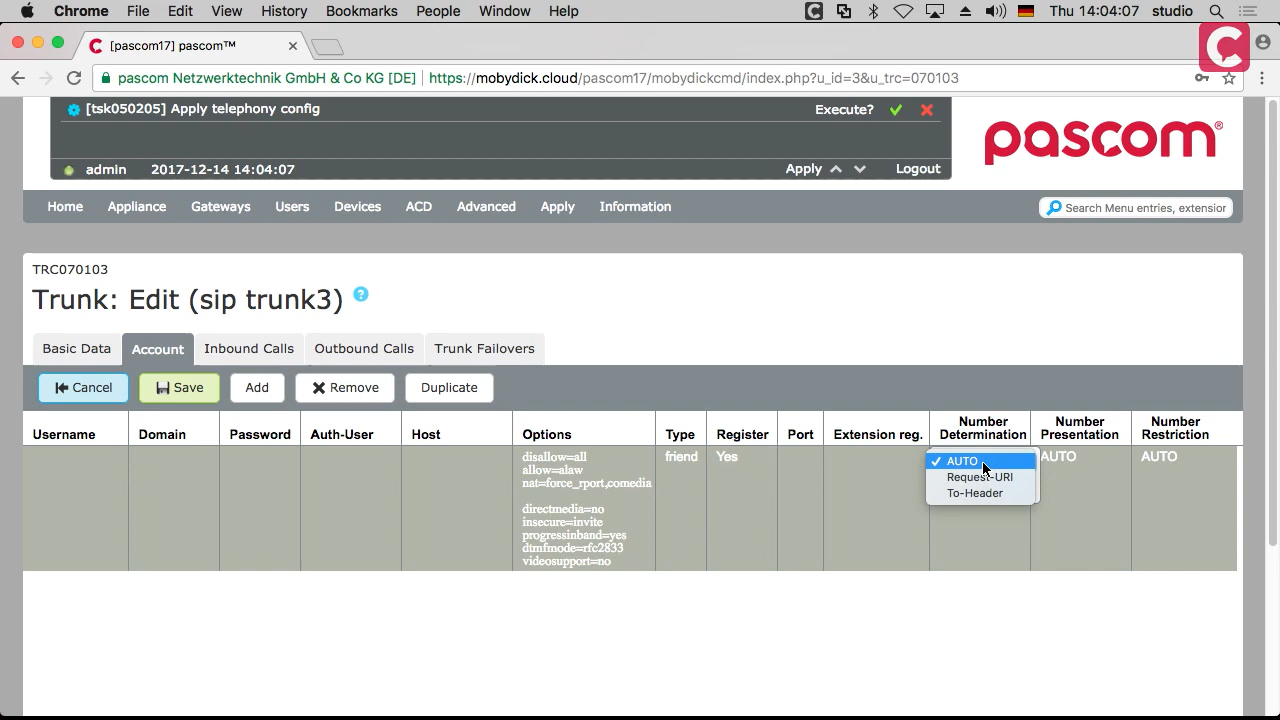 Chrome File Edit View History Bookmarks People Window Help Thu 14:04:07 studio
[pascom17] pascom™
pascom Netzwerktechnik GmbH & Co KG [DE] https://mobydick.cloud/pascom17/mobydickcmd/index.php?u_id=3&u_trc=070103
[tsk050205] Apply telephony config Execute?
admin 2017-12-14 14:04:07 Apply Logout
pascom®
Home Appliance Gateways Users Devices ACD Advanced Apply Information Search Menu entries, extensior
TRC070103
Trunk: Edit (sip trunk3) ?
Basic Data Account Inbound Calls Outbound Calls Trunk Failovers
Cancel Save Add Remove Duplicate
Username Domain Password Auth-User Host Options Type Register Port Extension reg. Number Determination Number Presentation Number Restriction
disallow=all friend Yes AUTO AUTO AUTO
allow=alaw Request-URI
nat=force_rport,comedia To-Header
directmedia=no
insecure=invite
progressinband=yes
dtmfmode=rfc2833
videosupport=no